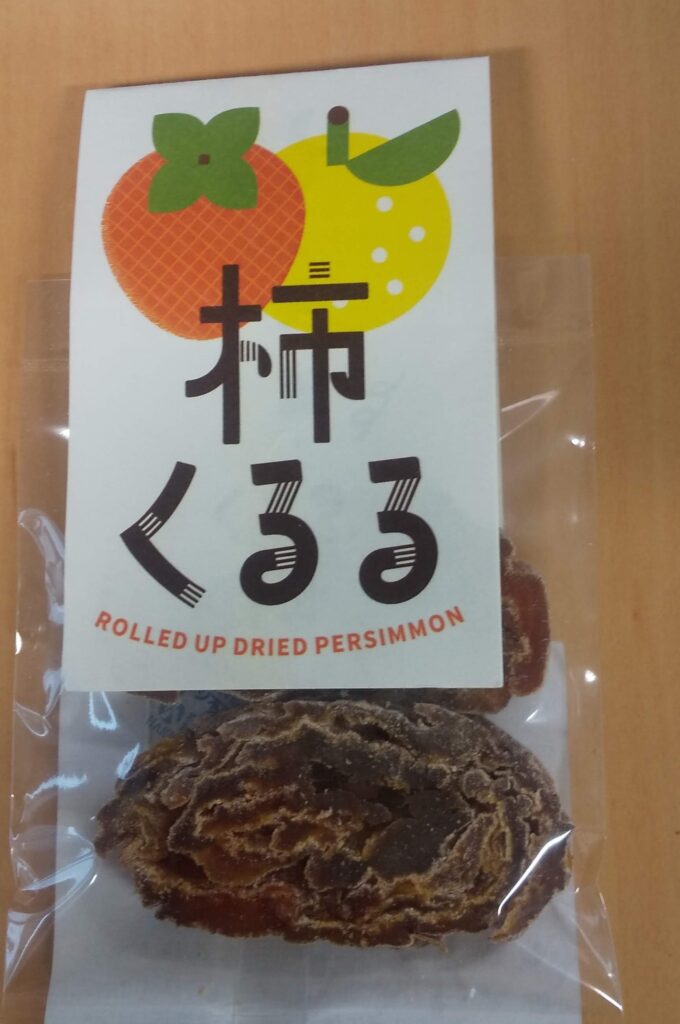 柿
くるる
ROLLED UP DRIED PERSIMMON